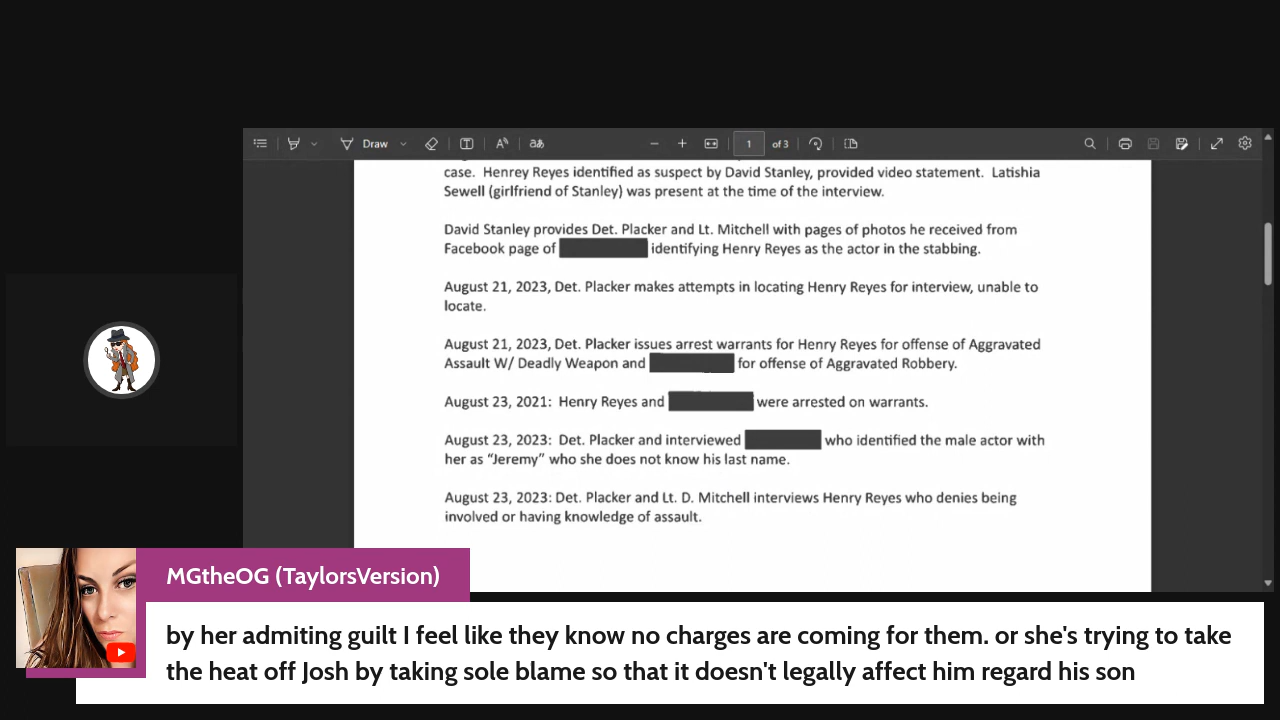 Draw
1
of 3
case. Henrey Reyes identified as suspect by David Stanley, provided video statement. Latishia
Sewell (girlfriend of Stanley) was present at the time of the interview.
David Stanley provides Det. Placker and Lt. Mitchell with pages of photos he received from
Facebook page of identifying Henry Reyes as the actor in the stabbing.
August 21, 2023, Det. Placker makes attempts in locating Henry Reyes for interview, unable to
locate.
August 21, 2023, Det. Placker issues arrest warrants for Henry Reyes for offense of Aggravated
Assault W/ Deadly Weapon and for offense of Aggravated Robbery.
August 23, 2021: Henry Reyes and were arrested on warrants.
August 23, 2023: Det. Placker and interviewed who identified the male actor with
her as “Jeremy” who she does not know his last name.
August 23, 2023: Det. Placker and Lt. D. Mitchell interviews Henry Reyes who denies being
involved or having knowledge of assault.
MGtheOG (TaylorsVersion)
by her admiting guilt I feel like they know no charges are coming for them. or she's trying to take
the heat off Josh by taking sole blame so that it doesn't legally affect him regard his son